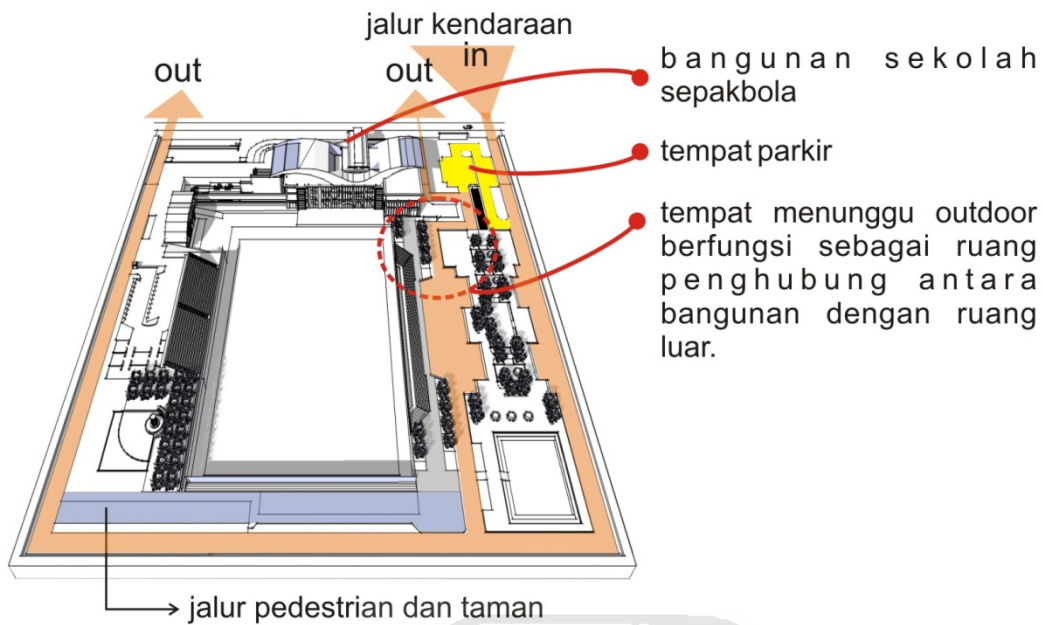 jalur kendaraan
out
out
in
bangunan sekolah
sepakbola
tempat parkir
tempat menunggu outdoor
berfungsi sebagai ruang
penghubung antara
bangunan dengan ruang
luar.
jalur pedestrian dan taman